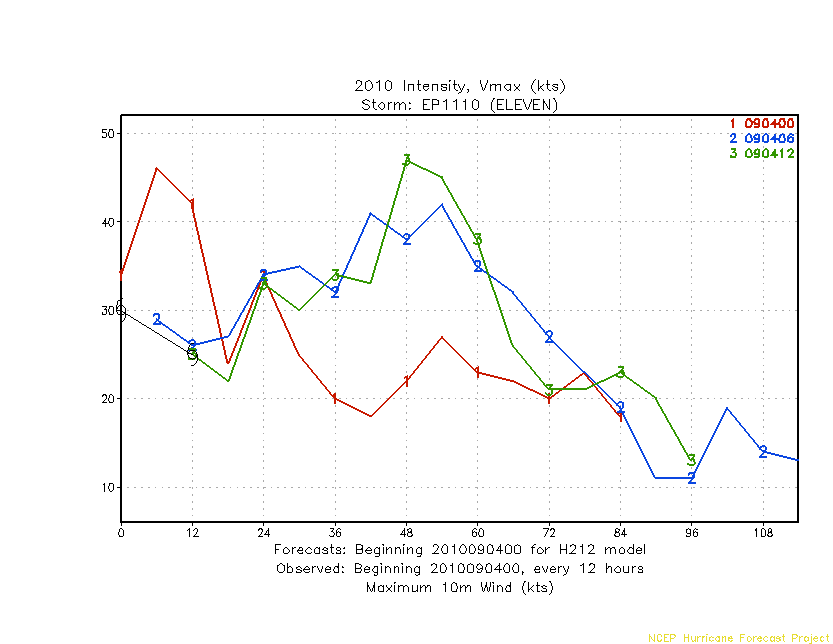 2010 Intensity, Vmax (kts)
Storm: EP1110 (ELEVEN)
1 090400
2 090406
3 090412
50
40
30
20
10
0 12 24 36 48 60 72 84 96 108
Forecasts: Beginning 2010090400 for H212 model
Observed: Beginning 2010090400, every 12 hours
Maximum 10m Wind (kts)
NCEP Hurricane Forecast Project